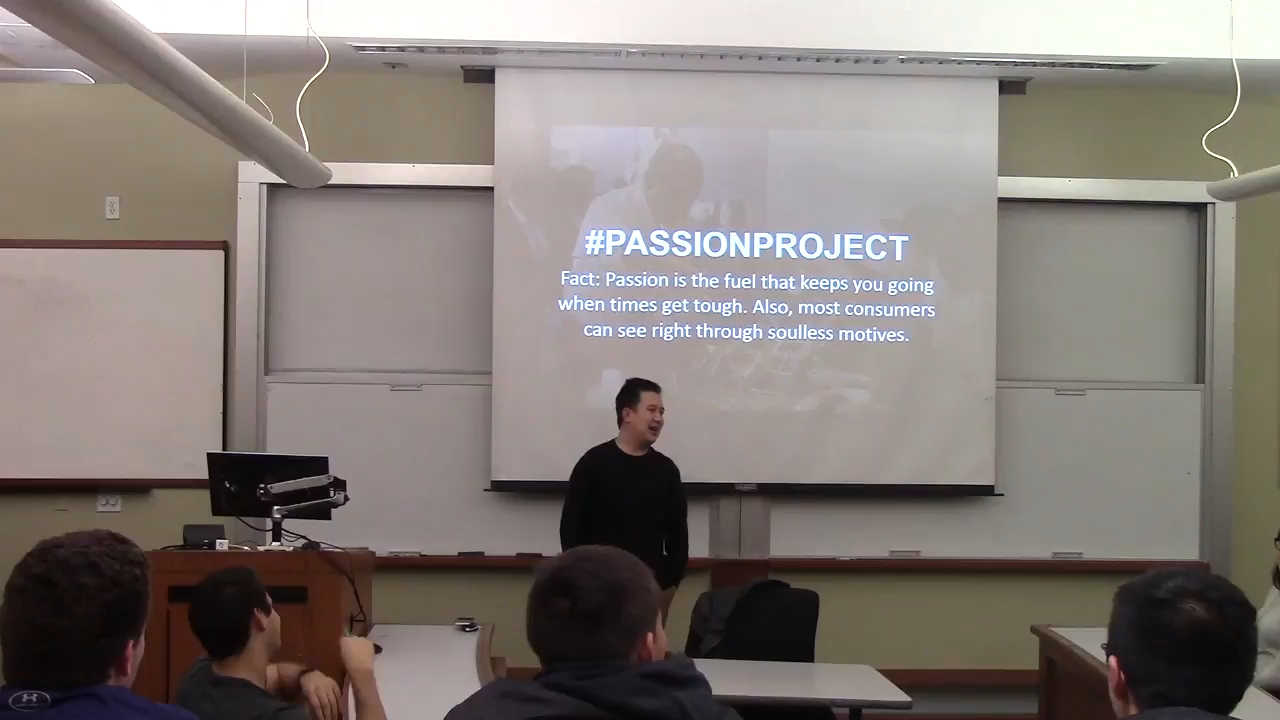 #PASSIONPROJECT
Fact: Passion is the fuel that keeps you going
when times get tough. Also, most consumers
can see right through soulless motives.